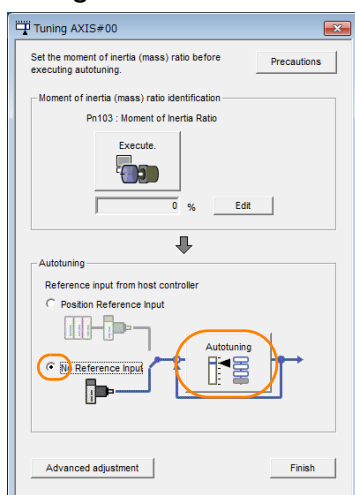 Tuning AXIS#00
Set the moment of inertia (mass) ratio before
executing autotuning.
Precautions
Moment of inertia (mass) ratio identification
Pn103 : Moment of Inertia Ratio
Execute.
0 %
Edit
Autotuning
Reference input from host controller
Position Reference Input
No Reference Input
Autotuning
Advanced adjustment
Finish